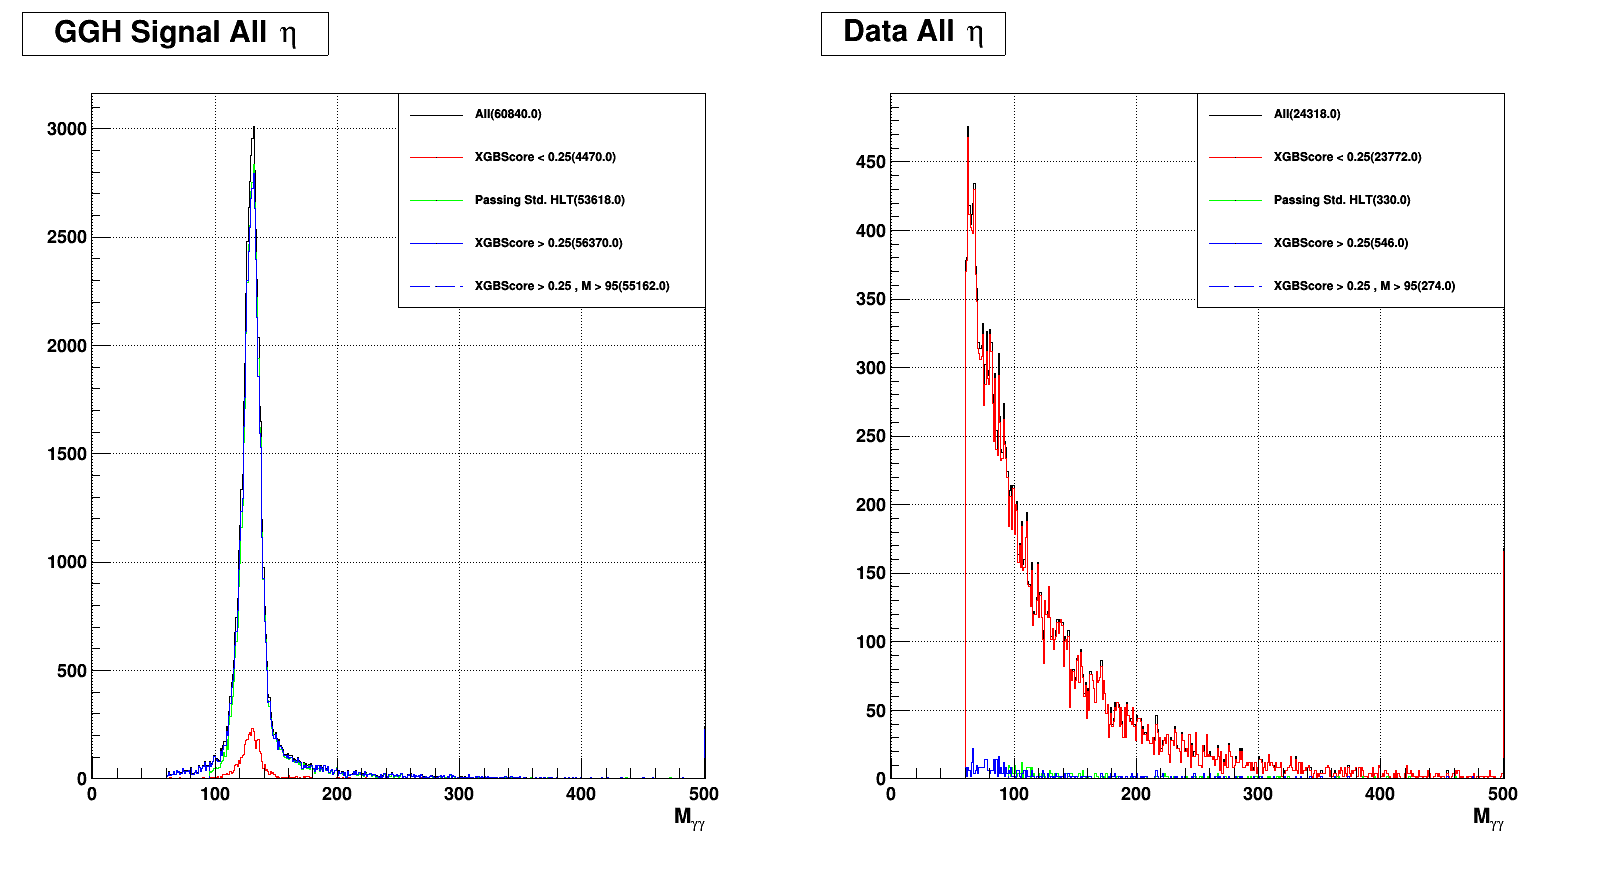 GGH Signal All η
All(60840.0)
XGBScore < 0.25(4470.0)
Passing Std. HLT(53618.0)
XGBScore > 0.25(56370.0)
XGBScore > 0.25 , M > 95(55162.0)
3000
2500
2000
1500
1000
500
0
0 100 200 300 400 500
Mγγ
Data All η
All(24318.0)
XGBScore < 0.25(23772.0)
Passing Std. HLT(330.0)
XGBScore > 0.25(546.0)
XGBScore > 0.25 , M > 95(274.0)
450
400
350
300
250
200
150
100
50
0
0 100 200 300 400 500
Mγγ